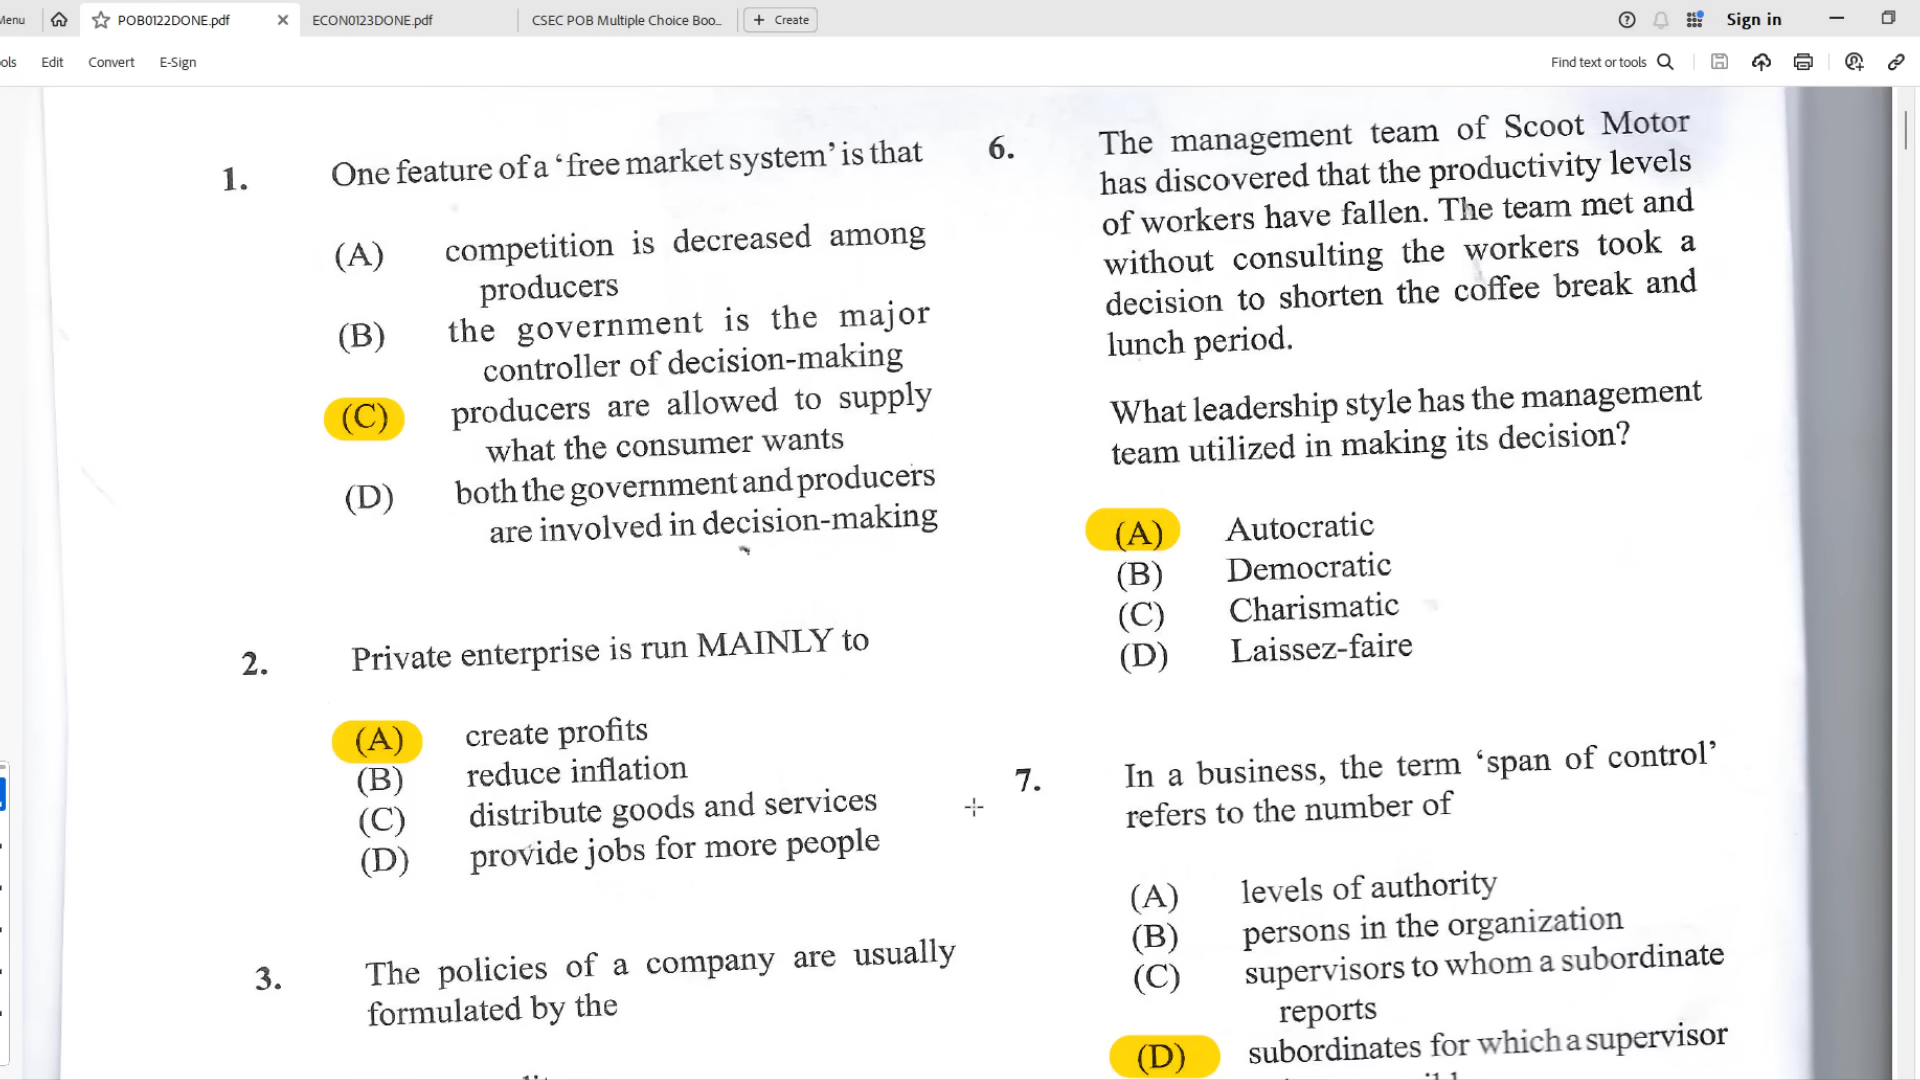 Menu
POB0122DONE.pdf
ECON0123DONE.pdf
CSEC POB Multiple Choice Boo...
+ Create
Sign in
Edit
Convert
E-Sign
Find text or tools
1. One feature of a ‘free market system’ is that
(A) competition is decreased among
producers
(B) the government is the major
controller of decision-making
(C) producers are allowed to supply
what the consumer wants
(D) both the government and producers
are involved in decision-making
2. Private enterprise is run MAINLY to
(A) create profits
(B) reduce inflation
(C) distribute goods and services
(D) provide jobs for more people
3. The policies of a company are usually
formulated by the
6. The management team of Scoot Motor
has discovered that the productivity levels
of workers have fallen. The team met and
without consulting the workers took a
decision to shorten the coffee break and
lunch period.
What leadership style has the management
team utilized in making its decision?
(A) Autocratic
(B) Democratic
(C) Charismatic
(D) Laissez-faire
7. In a business, the term ‘span of control’
refers to the number of
(A) levels of authority
(B) persons in the organization
(C) supervisors to whom a subordinate
reports
(D) subordinates for which a supervisor